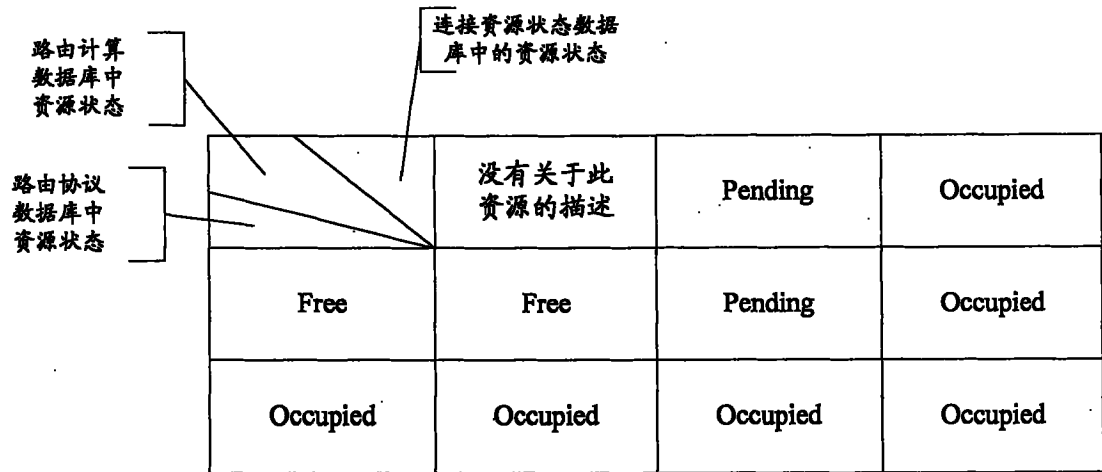 连接资源状态数据
库中的资源状态
路由计算
数据库中
资源状态
路由协议
数据库中
资源状态
没有关于此
资源的描述
Pending
Occupied
Free
Free
Pending
Occupied
Occupied
Occupied
Occupied
Occupied